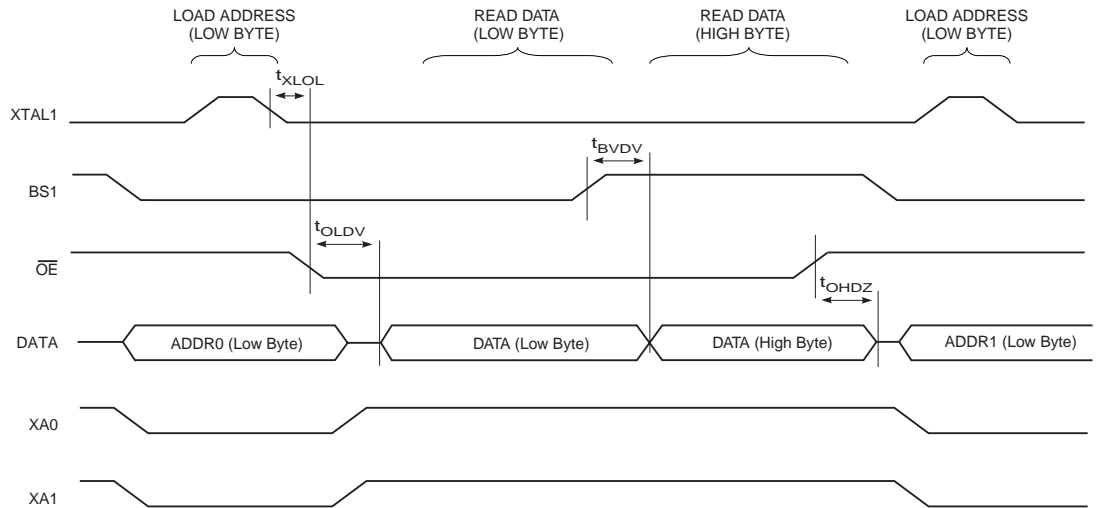 LOAD ADDRESS
(LOW BYTE)
READ DATA
(LOW BYTE)
READ DATA
(HIGH BYTE)
LOAD ADDRESS
(LOW BYTE)
tXLOL
XTAL1
tBVDV
BS1
tOLDV
OE
tOHDZ
DATA
ADDR0 (Low Byte)
DATA (Low Byte)
DATA (High Byte)
ADDR1 (Low Byte)
XA0
XA1